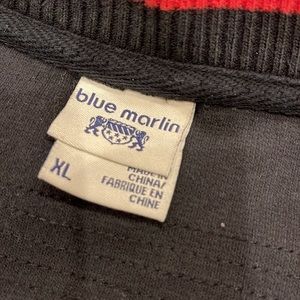 blue marlin
XL
MADE IN
CHINA/
FABRIQUE EN
CHINE